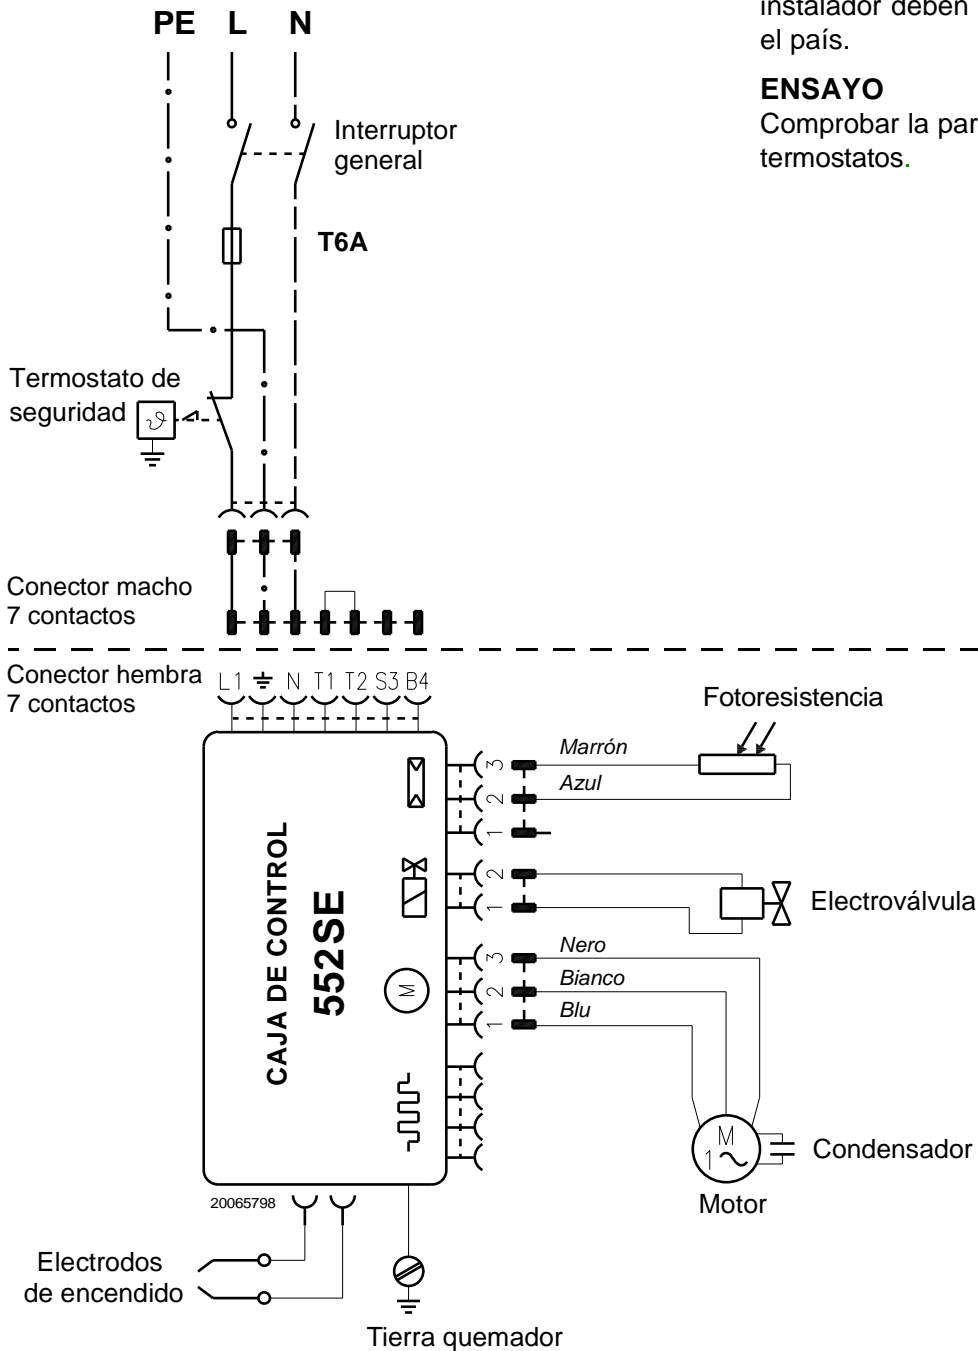 PE L N
instalador deben
el país.
ENSAYO
Comprobar la par
termostatos.
Interruptor
general
T6A
Termostato de
seguridad
ϑ
Conector macho
7 contactos
Conector hembra
7 contactos
L1 N T1 T2 S3 B4
Fotoresistencia
3 Marrón
2 Azul
1
2
1
Electroválvula
CAJA DE CONTROL
552SE
M
3 Nero
2 Bianco
1 Blu
M
1
Condensador
Motor
20065798
Electrodos
de encendido
Tierra quemador